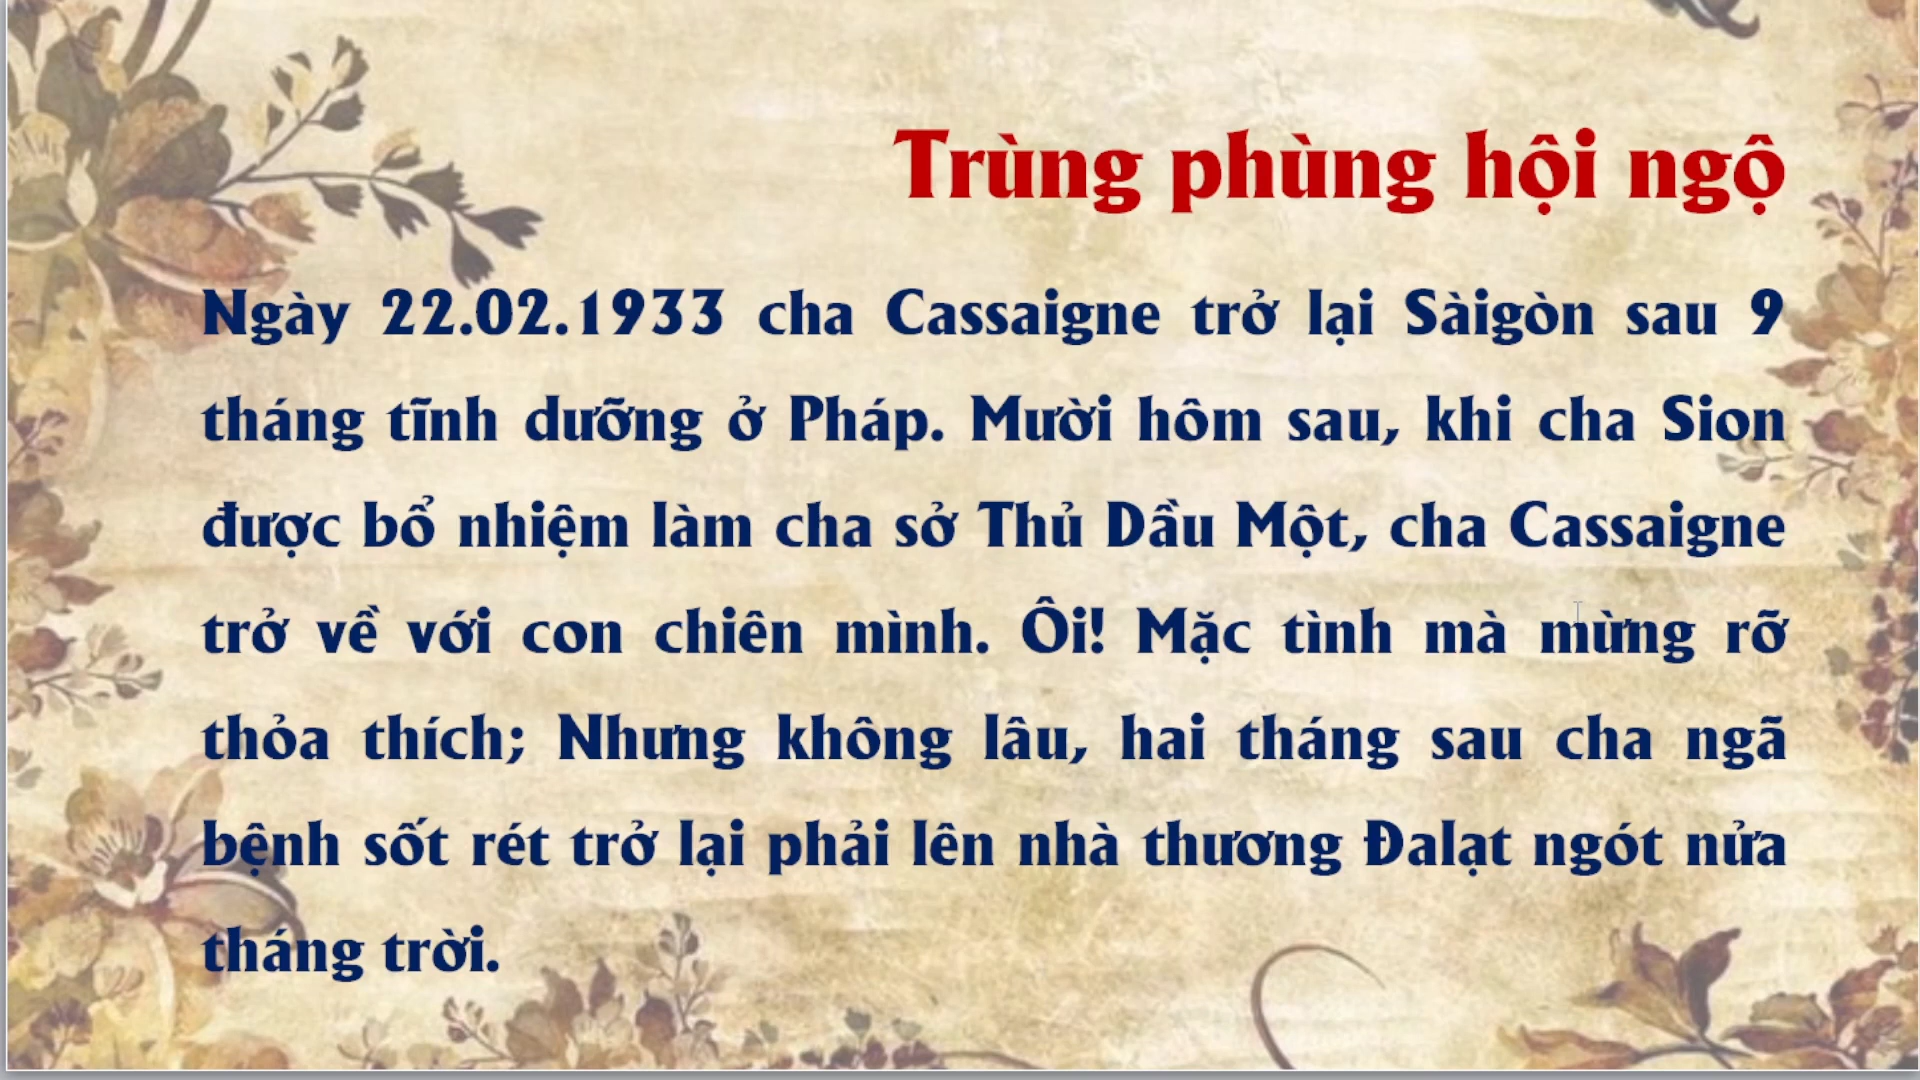 Trùng phùng hội ngộ
Ngày 22.02.1933 cha Cassaigne trở lại Sàigòn sau 9
tháng tĩnh dưỡng ở Pháp. Mười hôm sau, khi cha Sion
được bổ nhiệm làm cha sở Thủ Dầu Một, cha Cassaigne
trở về với con chiên mình. Ôi! Mặc tình mà mừng rỡ
thỏa thích; Nhưng không lâu, hai tháng sau cha ngã
bệnh sốt rét trở lại phải lên nhà thương Đalạt ngót nửa
tháng trời.